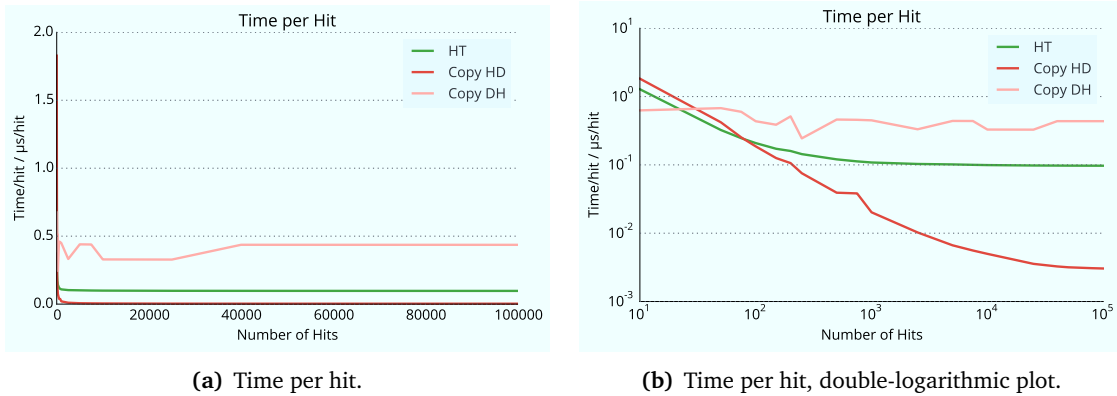 Time per Hit
2.0
1.5
1.0
0.5
0.0
Time/hit / µs/hit
HT
Copy HD
Copy DH
0 20000 40000 60000 80000 100000
Number of Hits
(a) Time per hit.
Time per Hit
10^1
10^0
10^-1
10^-2
10^-3
Time/hit / µs/hit
HT
Copy HD
Copy DH
10^1 10^2 10^3 10^4 10^5
Number of Hits
(b) Time per hit, double-logarithmic plot.